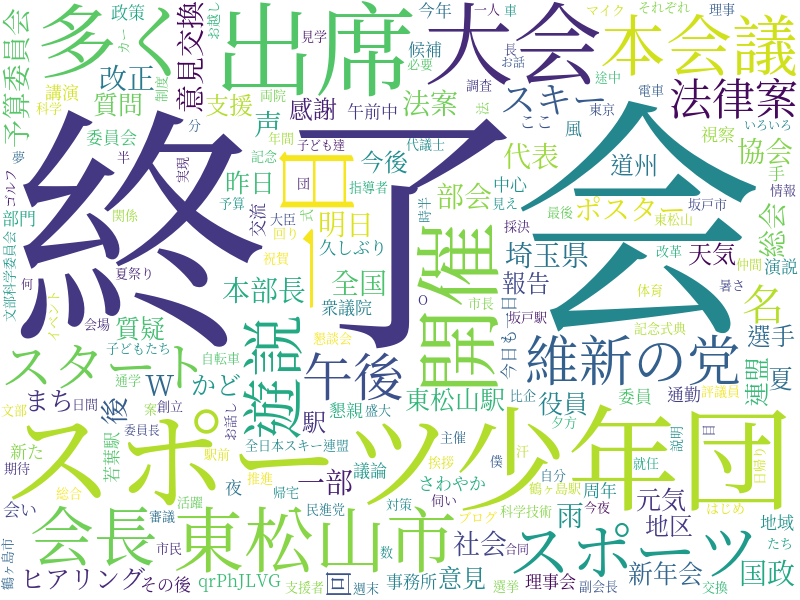 多く
出席
大会
本会議
予算委員会
政策
カー
お越し
見学
今年
一人
車
マイク
それぞれ
理事
長
お話
必要
候補
意見交換
改正
講演
科学
制度
質問
支援
両院
感謝
午前中
法案
スキー
法律案
調査
法
途中
電車
東京
ここ
風
いろいろ
委員会
声
年間
子ども達
代議士
視察
協会
手
分
記念
今後
代表
道州
夢
半
ゴルフ
実現
昨日
団
指導者
部会
中心
情報
終了
会
一日
開催
部門
関係
予算
交流
大臣
式
明日
回り
見え
時半
採決
ポスター
坂戸市
東松山
総会
文部科学委員会
何
夏祭り
祝賀
久しぶり
埼玉県
天気
最後
改革
仲間
演説
イベント
会場
本部長
全国
衆議院
O
市長
一日
坂戸駅
報告
体育
暑さ
名
質疑
子どもたち
懇談会
遊説
今日も
記念式典
選手
スタート
自転車
午後
維新の党
連盟
夏
まち
通学
W
かど
東松山駅
比企
役員
委員
通勤
評議員
日間
案
創立
後
駅
懇親
盛大
文部
委員長
お話し
スポーツ少年団
若葉駅
全日本スキー連盟
主催
汗
夕方
説明
目
日帰り
新た
駅前
一部
議論
挨拶
僕
自分
就任
期待
総合
推進
さわやか
鶴ヶ島駅
周年
元気
地域
会い
活躍
夜
帰宅
対策
伺い
ブログ
科学技術
今夜
雨
地区
はじめ
たち
会長
審議
東松山市
民進党
数
社会
スポーツ
鶴ヶ島市
市民
ヒアリング
その後
qrPhJLVG
支援者
回
週末
事務所
意見
選挙
理事会
合同
副会長
新年会
交換
国政